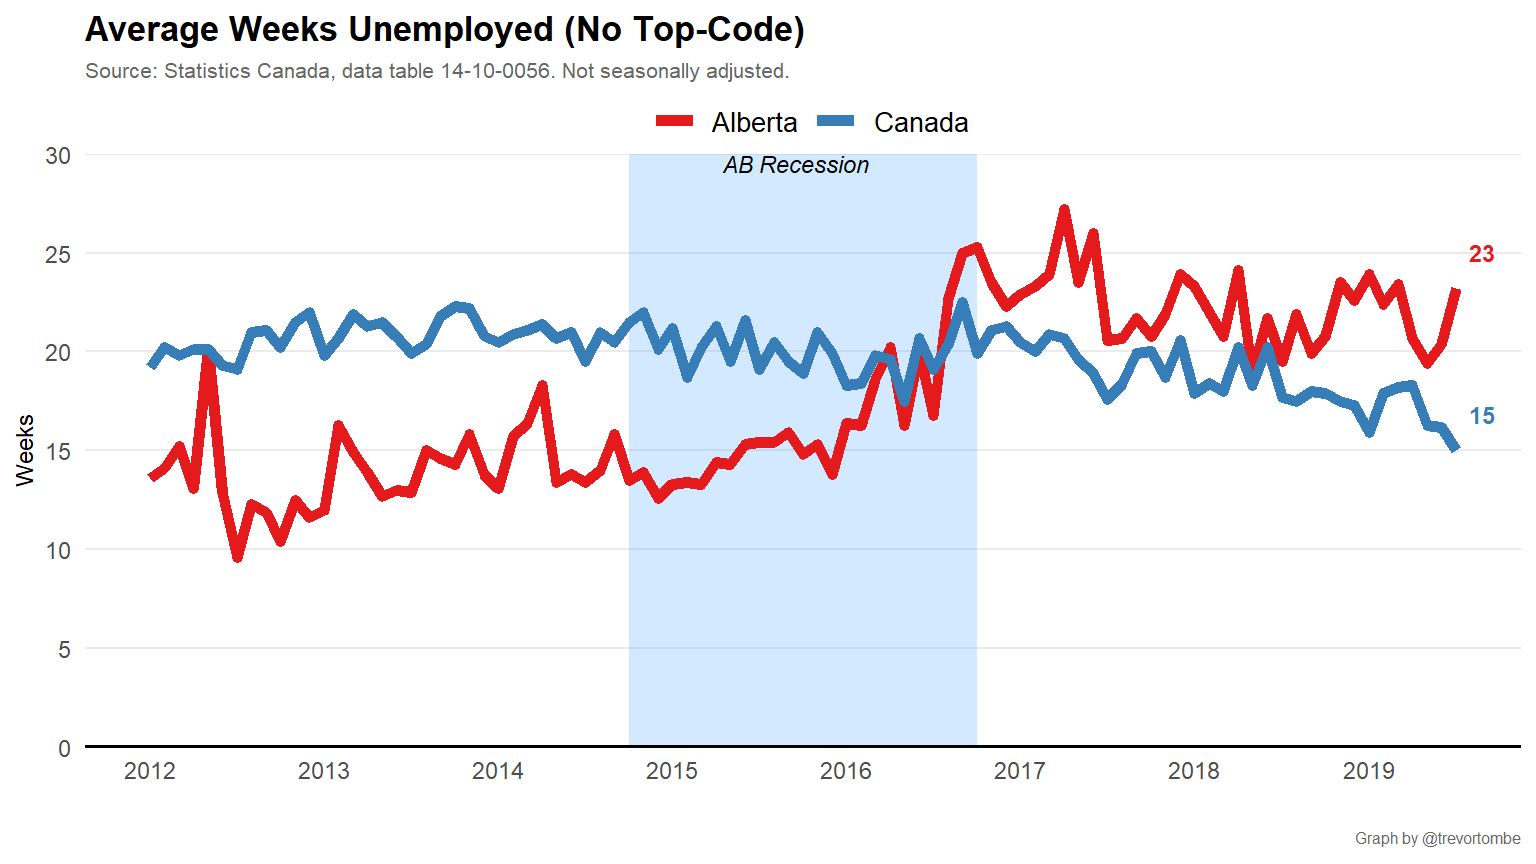 Average Weeks Unemployed (No Top-Code)
Source: Statistics Canada, data table 14-10-0056. Not seasonally adjusted.
Alberta Canada
AB Recession
30
25
20
15
10
5
0
Weeks
23
15
2012 2013 2014 2015 2016 2017 2018 2019
Graph by @trevortombe